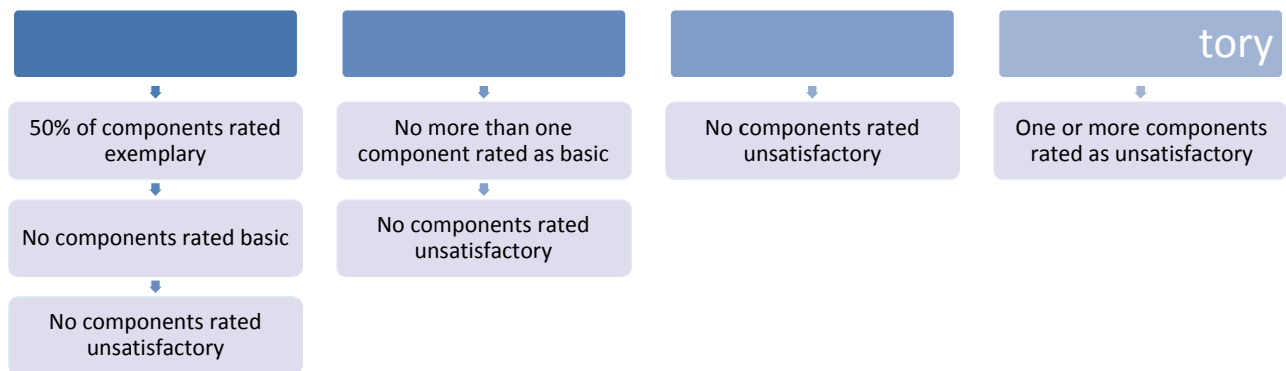 tory
50% of components rated
exemplary
No components rated basic
No components rated
unsatisfactory
No more than one
component rated as basic
No components rated
unsatisfactory
No components rated
unsatisfactory
One or more components
rated as unsatisfactory